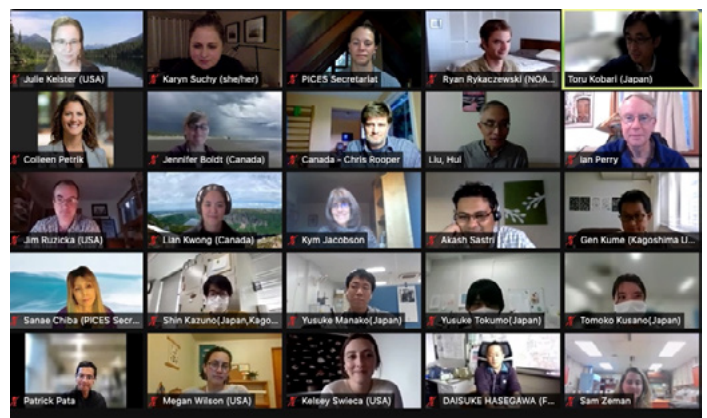 Julie Keister (USA)
Karyn Suchy (she/her)
PICES Secretariat
Ryan Rykaczewski (NOA...
Toru Kobari (Japan)
Colleen Petrik
Jennifer Boldt (Canada)
Canada - Chris Rooper
Liu, Hui
Ian Perry
Jim Ruzicka (USA)
Lian Kwong (Canada)
Kym Jacobson
Akash Sastri
Gen Kume (Kagoshima U...
Sanae Chiba (PICES Secr...
Shin Kazuno(Japan,Kago...
Yusuke Manako(Japan)
Yusuke Tokumo(Japan)
Tomoko Kusano(Japan)
Patrick Pata
Megan Wilson (USA)
Kelsey Swieca (USA)
DAISUKE HASEGAWA (F...
Sam Zeman